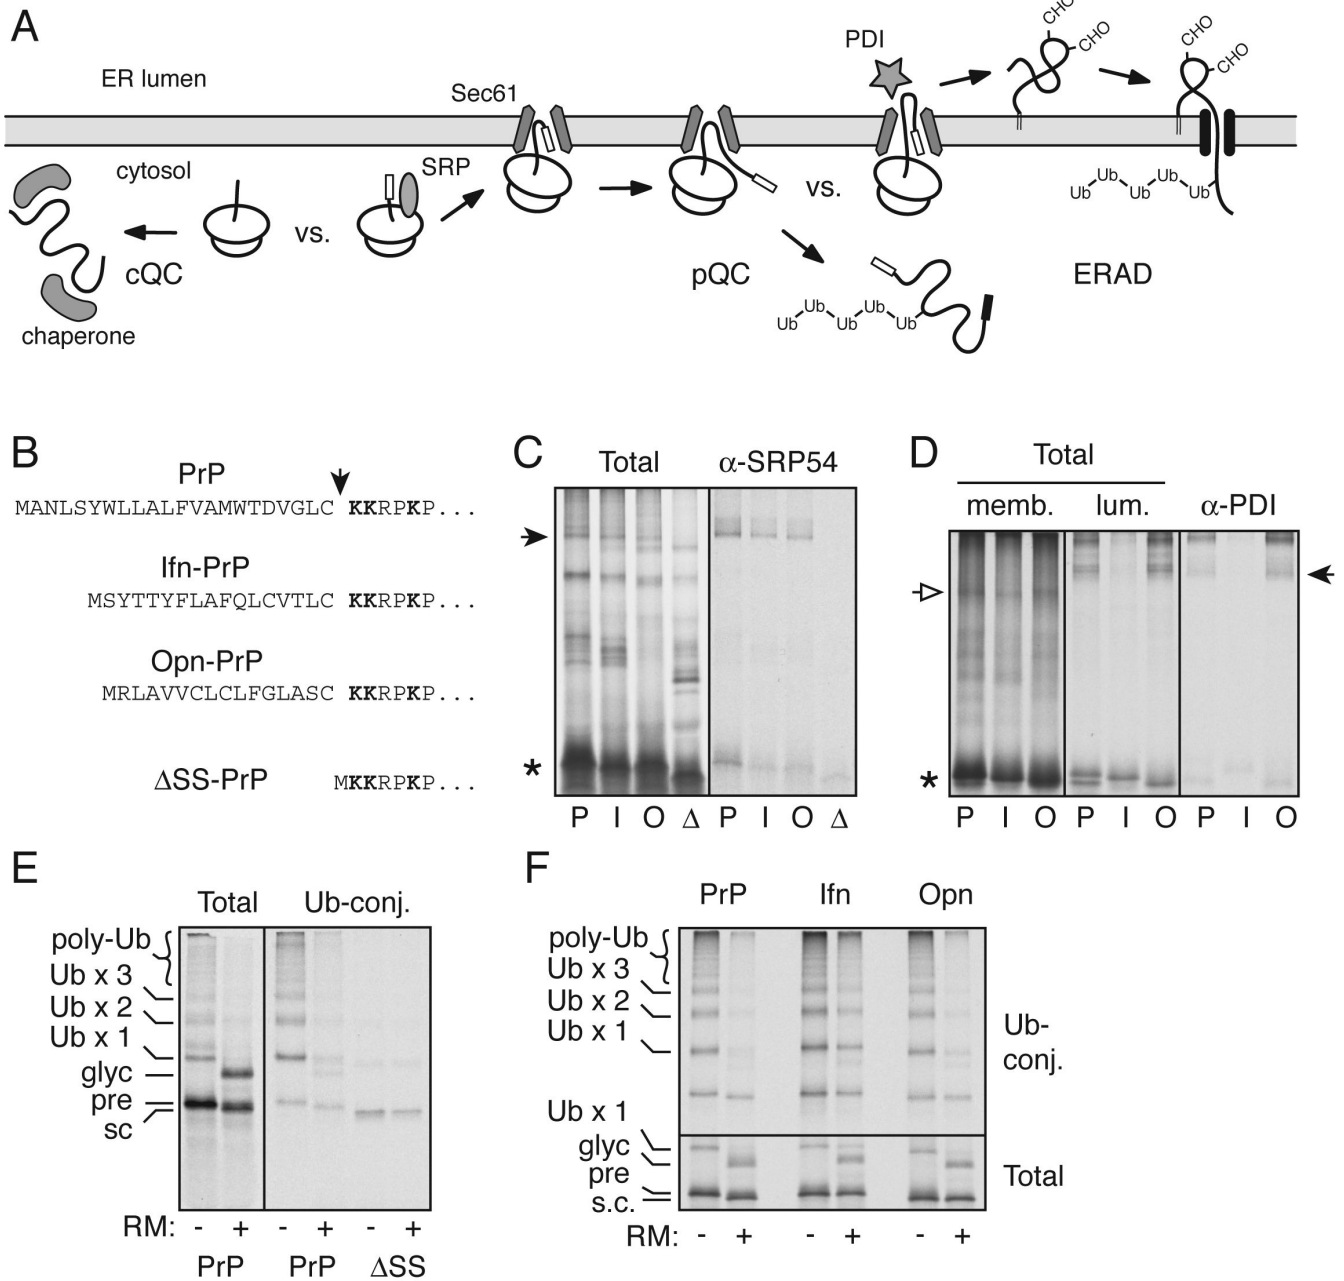 A
ER lumen
cytosol
cQC
chaperone
vs.
SRP
Sec61
pQC
vs.
PDI
CHO
CHO
CHO
CHO
Ub Ub Ub Ub Ub
Ub Ub Ub Ub Ub
ERAD
B
PrP
MANLSYWLLALFVAMWTDVGLC KKRPKP...
Ifn-PrP
MSYTTYFLAFQLCVTLC KKRPKP...
Opn-PrP
MRLAVVCLCLFGLASC KKRPKP...
ΔSS-PrP
MKKRPKP...
C
Total α-SRP54
*
P I O Δ P I O Δ
D
Total
memb. lum. α-PDI
*
P I O P I O P I O
E
Total Ub-conj.
poly-Ub
Ub x 3
Ub x 2
Ub x 1
glyc
pre
sc
RM: - + - + - +
PrP PrP ΔSS
F
PrP Ifn Opn
poly-Ub
Ub x 3
Ub x 2
Ub x 1
Ub-
conj.
Ub x 1
glyc
pre
s.c.
Total
RM: - + - + - +